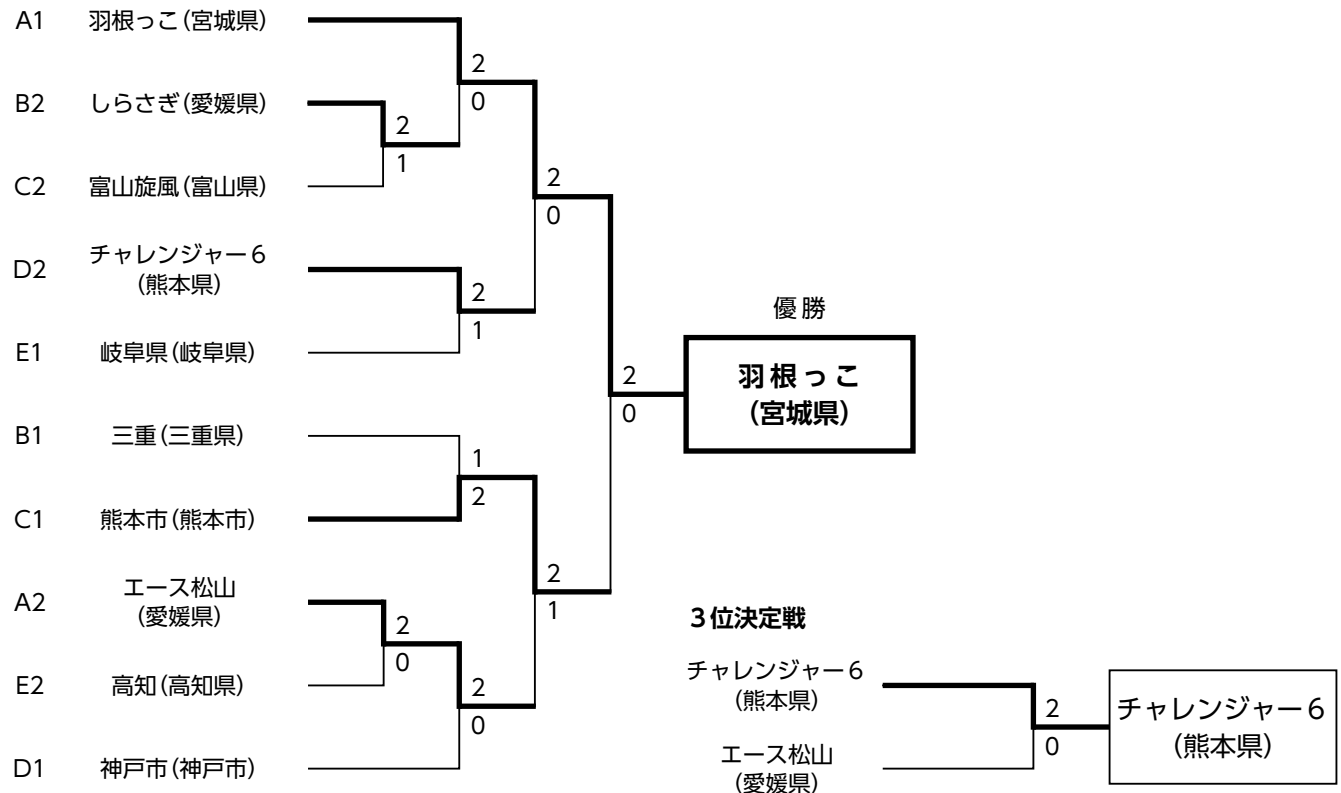 A1 羽根っこ(宮城県)
2
0
B2 しらさぎ(愛媛県)
2
1
C2 富山旋風(富山県)
2
0
D2 チャレンジャー6
(熊本県)
2
1
E1 岐阜県(岐阜県)
優勝
羽根っこ
(宮城県)
2
0
B1 三重(三重県)
1
2
C1 熊本市(熊本市)
2
1
A2 エース松山
(愛媛県)
2
0
E2 高知(高知県)
2
0
D1 神戸市(神戸市)
3位決定戦
チャレンジャー6
(熊本県)
2
0
エース松山
(愛媛県)
チャレンジャー6
(熊本県)